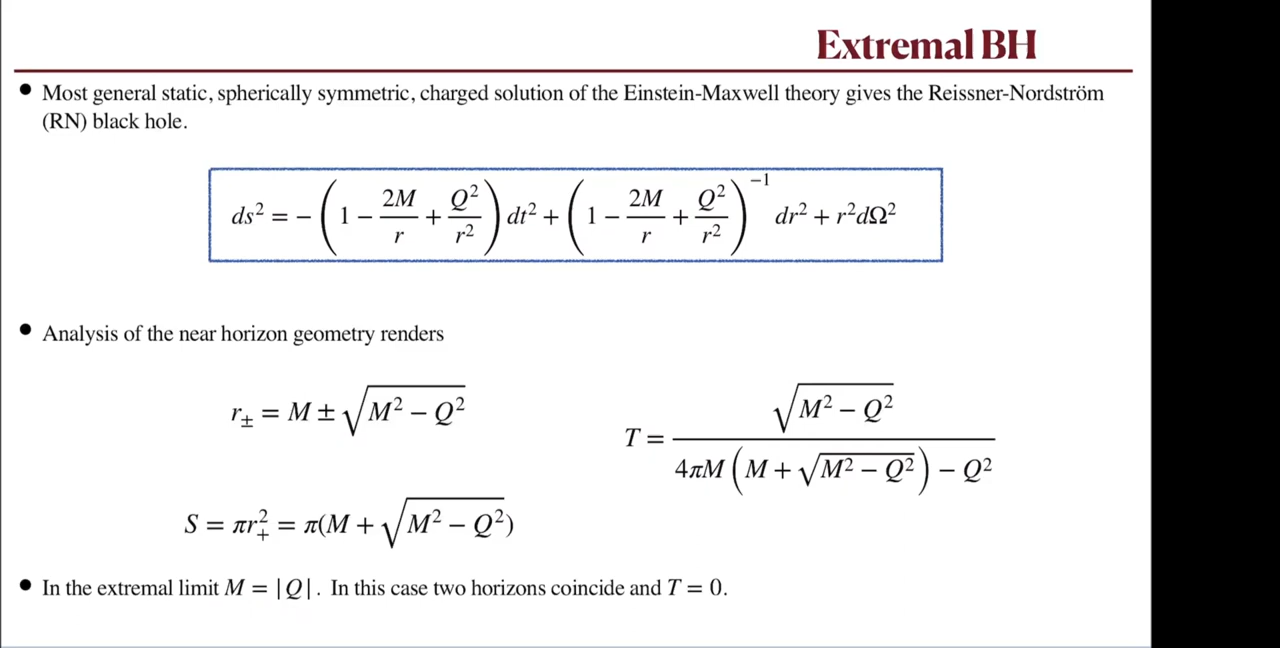 Extremal BH
• Most general static, spherically symmetric, charged solution of the Einstein-Maxwell theory gives the Reissner-Nordström
(RN) black hole.
ds² = − (1 − 2M/r + Q²/r²) dt² + (1 − 2M/r + Q²/r²)⁻¹ dr² + r²dΩ²
• Analysis of the near horizon geometry renders
r± = M ± √(M² − Q²)
T = √(M² − Q²) / 4πM (M + √(M² − Q²)) − Q²
S = πr₊² = π(M + √(M² − Q²))
• In the extremal limit M = |Q|. In this case two horizons coincide and T = 0.